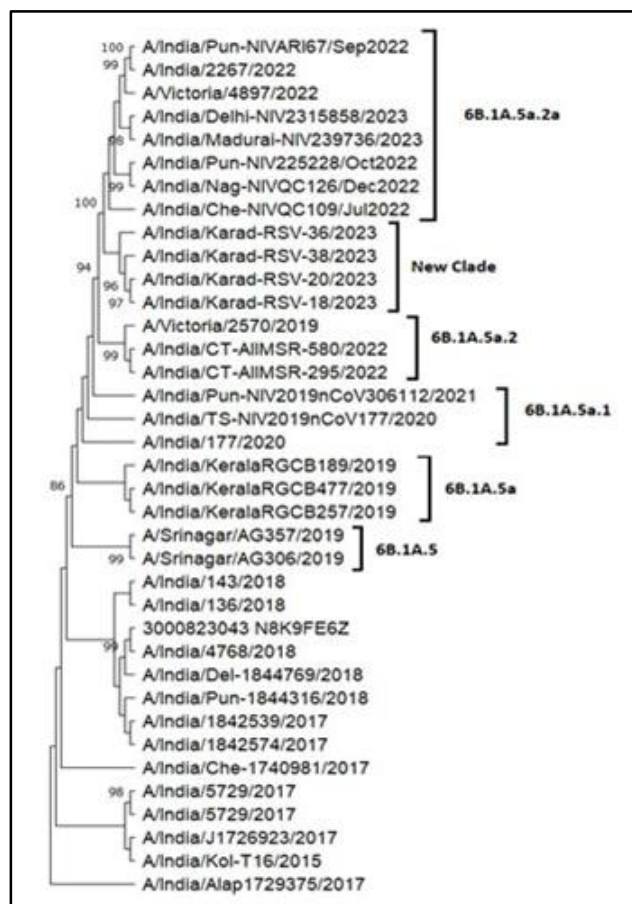 100 A/India/Pun-NIVARI67/Sep2022
99 A/India/2267/2022
A/Victoria/4897/2022
A/India/Delhi-NIV2315858/2023
6B.1A.5a.2a
98 A/India/Madurai-NIV239736/2023
A/India/Pun-NIV225228/Oct2022
99 A/India/Nag-NIVQC126/Dec2022
100 A/India/Che-NIVQC109/Jul2022
A/India/Karad-RSV-36/2023
A/India/Karad-RSV-38/2023
New Clade
94
96 A/India/Karad-RSV-20/2023
97 A/India/Karad-RSV-18/2023
A/Victoria/2570/2019
99 A/India/CT-AIIMSR-580/2022
6B.1A.5a.2
A/India/CT-AIIMSR-295/2022
A/India/Pun-NIV2019nCoV306112/2021
A/India/TS-NIV2019nCoV177/2020
6B.1A.5a.1
A/India/177/2020
A/India/KeralaRGCB189/2019
86 A/India/KeralaRGCB477/2019
6B.1A.5a
A/India/KeralaRGCB257/2019
A/Srinagar/AG357/2019
6B.1A.5
99 A/Srinagar/AG306/2019
A/India/143/2018
A/India/136/2018
3000823043 N8K9FE6Z
99 A/India/4768/2018
A/India/Del-1844769/2018
A/India/Pun-1844316/2018
A/India/1842539/2017
A/India/1842574/2017
A/India/Che-1740981/2017
98 A/India/5729/2017
A/India/5729/2017
A/India/J1726923/2017
A/India/Kol-T16/2015
A/India/Alap1729375/2017